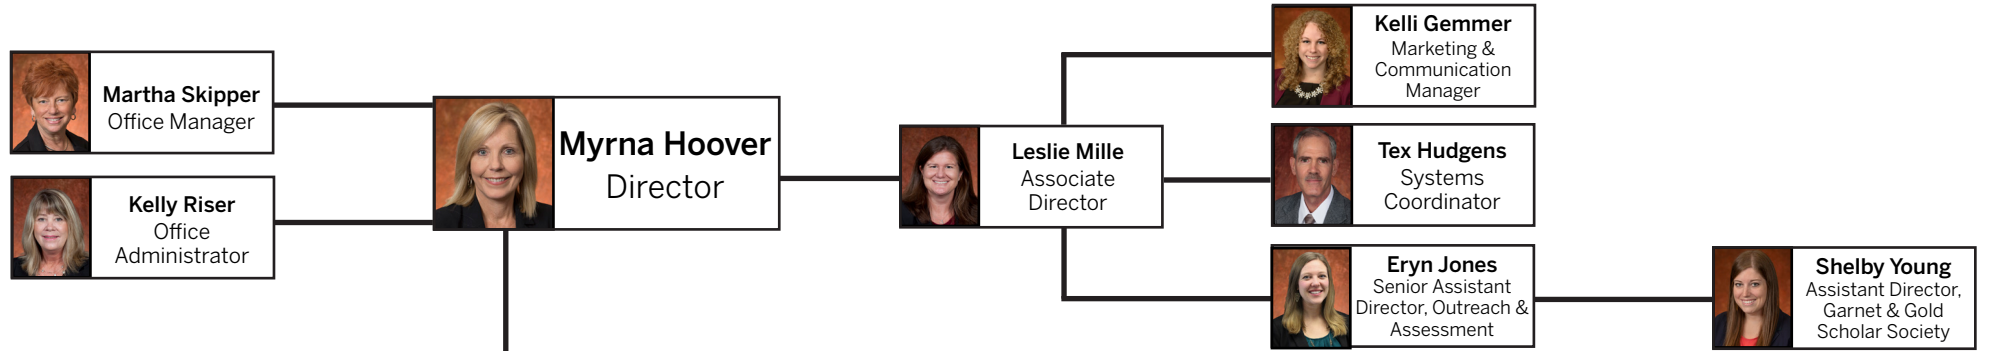 Martha Skipper
Office Manager
Kelly Riser
Office
Administrator
Myrna Hoover
Director
Leslie Mille
Associate
Director
Kelli Gemmer
Marketing &
Communication
Manager
Tex Hudgens
Systems
Coordinator
Eryn Jones
Senior Assistant
Director, Outreach &
Assessment
Shelby Young
Assistant Director,
Garnet & Gold
Scholar Society